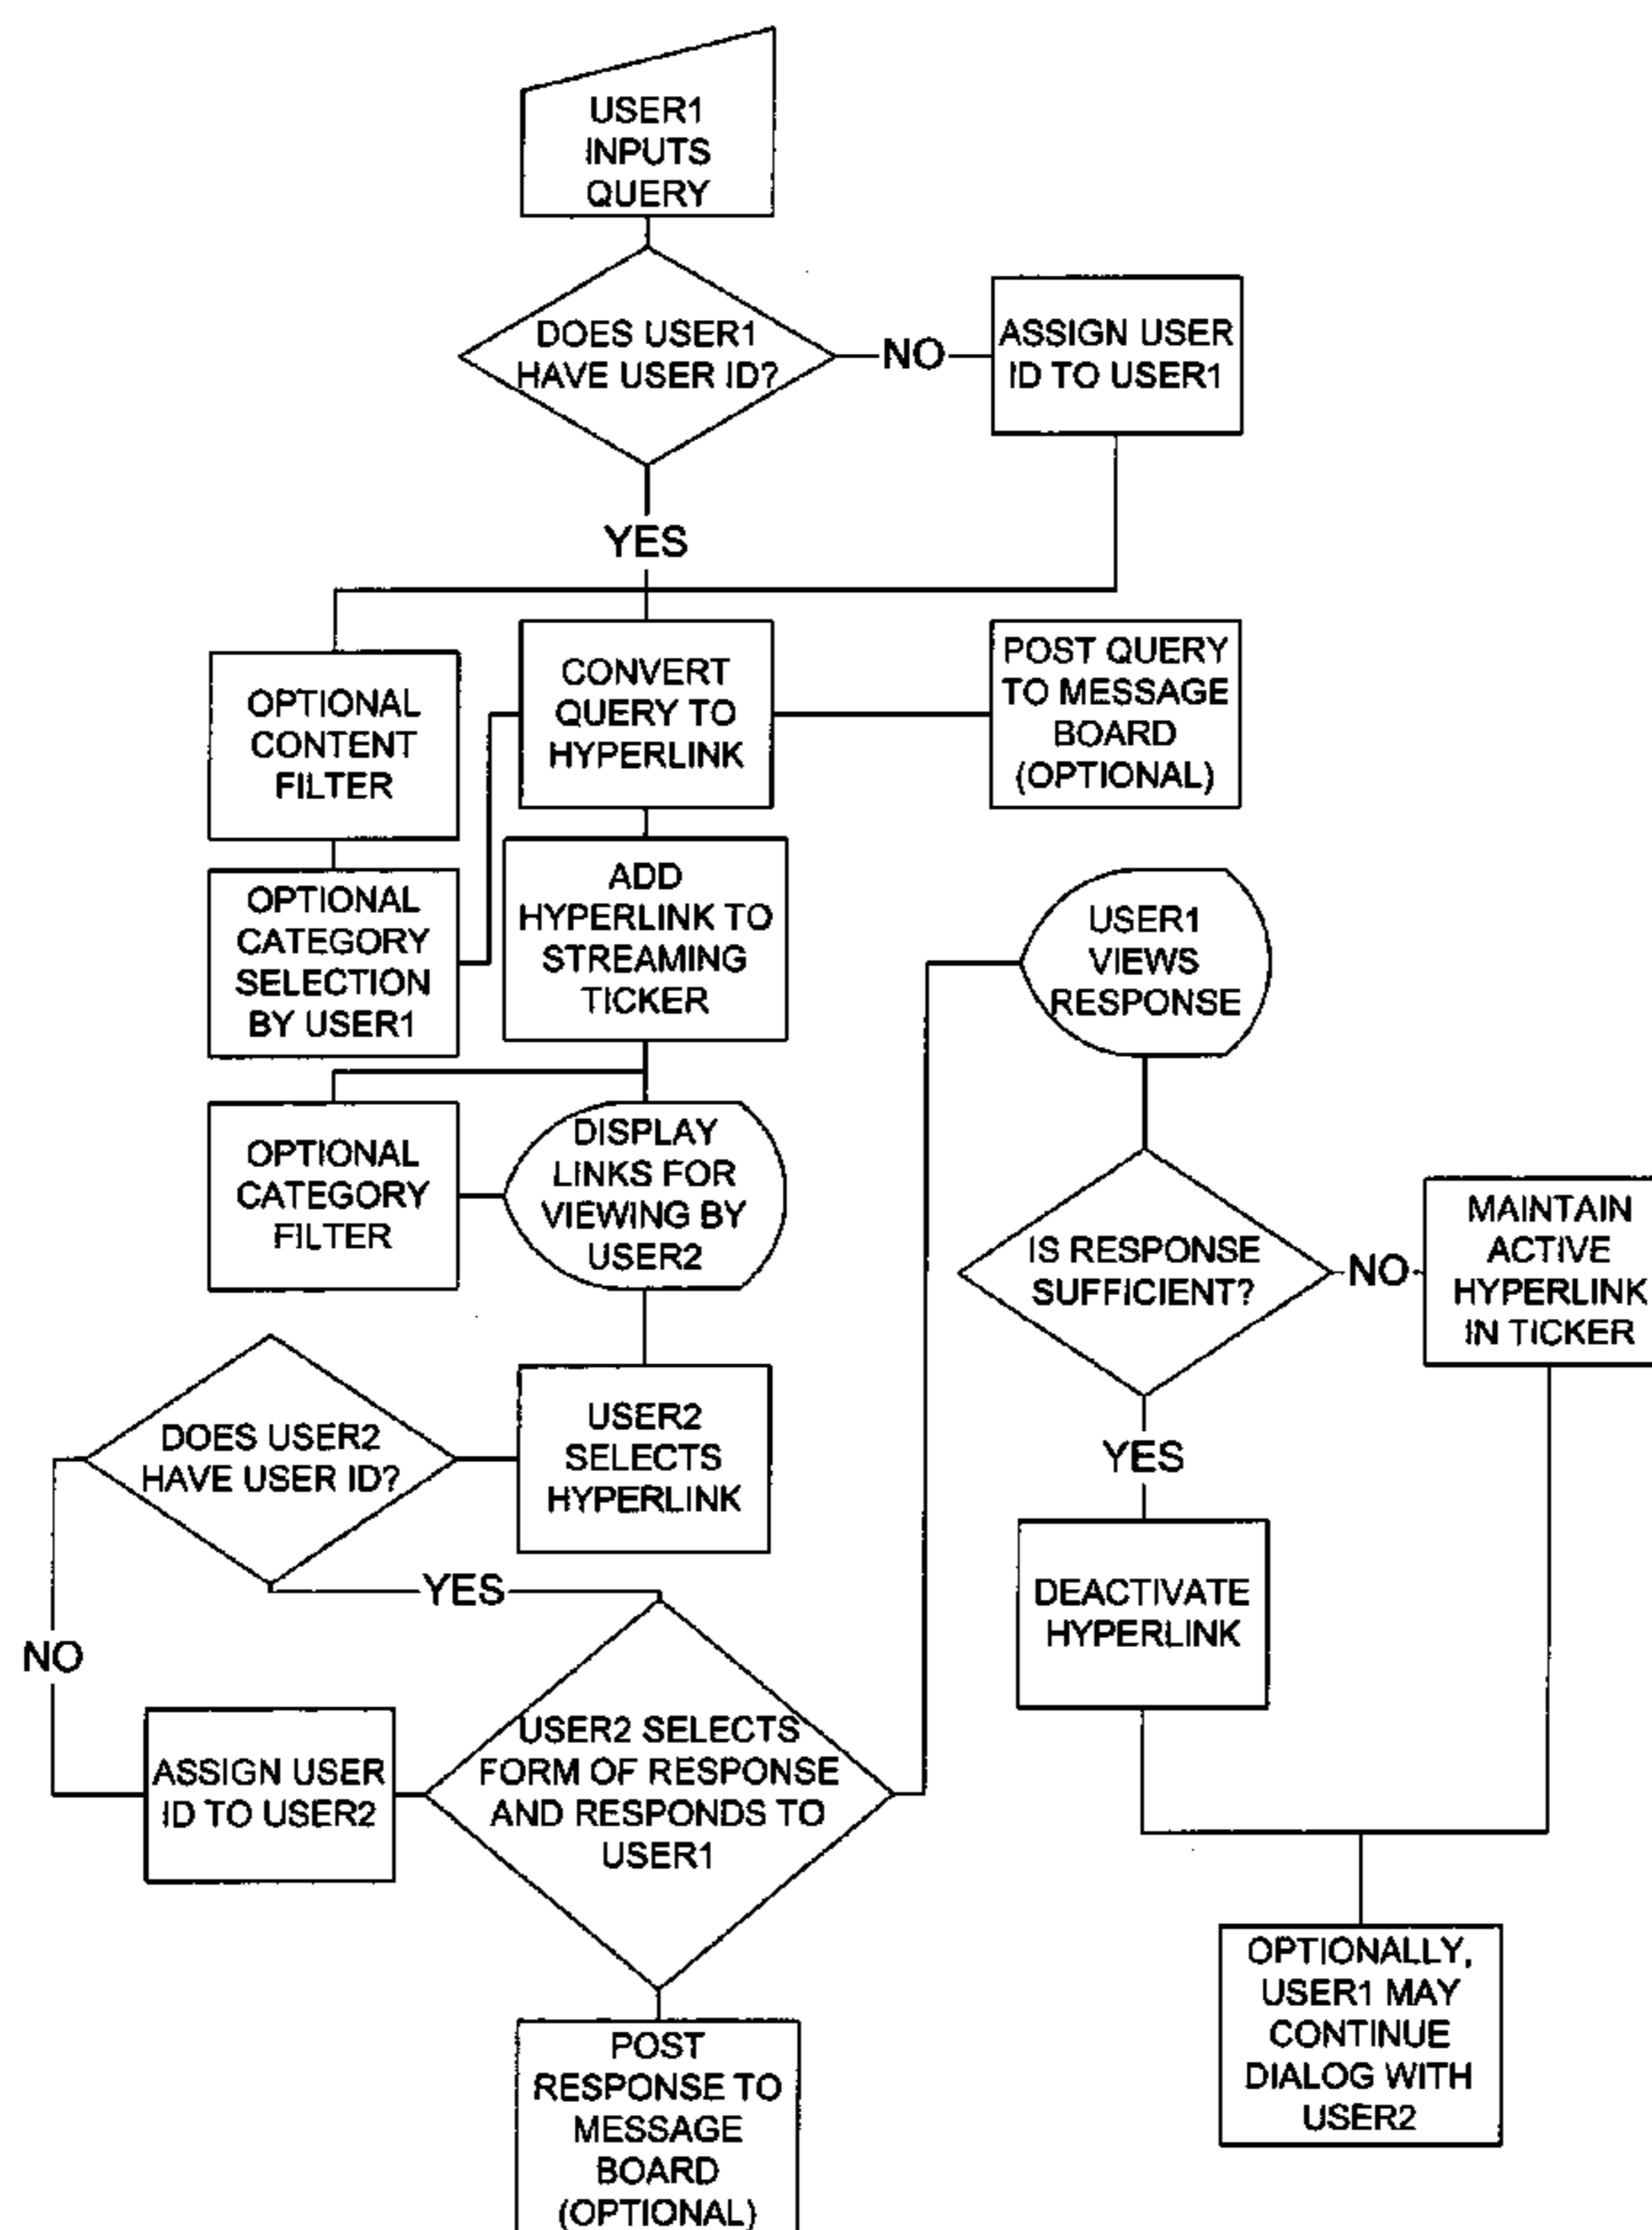 USER1
INPUTS
QUERY
DOES USER1
HAVE USER ID?
NO
ASSIGN USER
ID TO USER1
YES
OPTIONAL
CONTENT
FILTER
CONVERT
QUERY TO
HYPERLINK
POST QUERY
TO MESSAGE
BOARD
(OPTIONAL)
OPTIONAL
CATEGORY
SELECTION
BY USER1
ADD
HYPERLINK TO
STREAMING
TICKER
OPTIONAL
CATEGORY
FILTER
DISPLAY
LINKS FOR
VIEWING BY
USER2
DOES USER2
HAVE USER ID?
USER2
SELECTS
HYPERLINK
YES
NO
ASSIGN USER
ID TO USER2
USER2 SELECTS
FORM OF RESPONSE
AND RESPONDS TO
USER1
POST
RESPONSE TO
MESSAGE
BOARD
(OPTIONAL)
USER1
VIEWS
RESPONSE
IS RESPONSE
SUFFICIENT?
NO
MAINTAIN
ACTIVE
HYPERLINK
IN TICKER
YES
DEACTIVATE
HYPERLINK
OPTIONALLY,
USER1 MAY
CONTINUE
DIALOG WITH
USER2